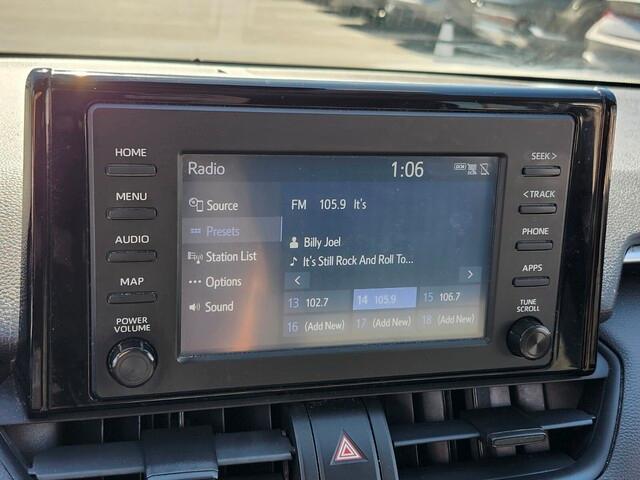 HOME
MENU
AUDIO
MAP
POWER
VOLUME
Radio
1:06
Source
Presets
Station List
Options
Sound
FM 105.9 It's
Billy Joel
It's Still Rock And Roll To...
< >
13 102.7 14 105.9 15 106.7
16 (Add New) 17 (Add New) 18 (Add New)
SEEK >
< TRACK
PHONE
APPS
TUNE
SCROLL